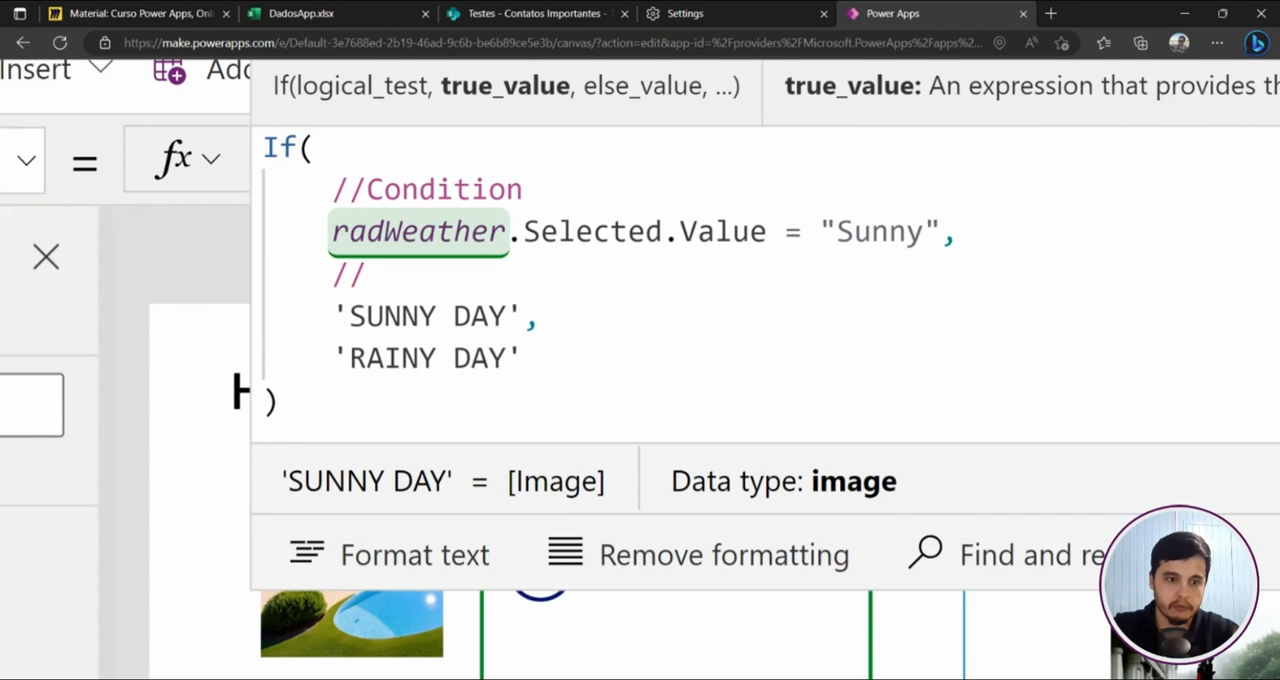 Material: Curso Power Apps, Onl
DadosApp.xlsx
Testes - Contatos Importantes -
Settings
Power Apps
https://make.powerapps.com/e/Default-3e7688ed-2b19-46ad-9c6b-be6b89ce5e3b/canvas/?action=edit&app-id=%2Fproviders%2FMicrosoft.PowerApps%2Fapps%2...
nsert
Add
If(logical_test, true_value, else_value, ...)
true_value: An expression that provides th
= fx
If(
//Condition
radWeather.Selected.Value = "Sunny",
//
'SUNNY DAY',
'RAINY DAY'
)
H
'SUNNY DAY' = [Image]
Data type: image
Format text
Remove formatting
Find and re